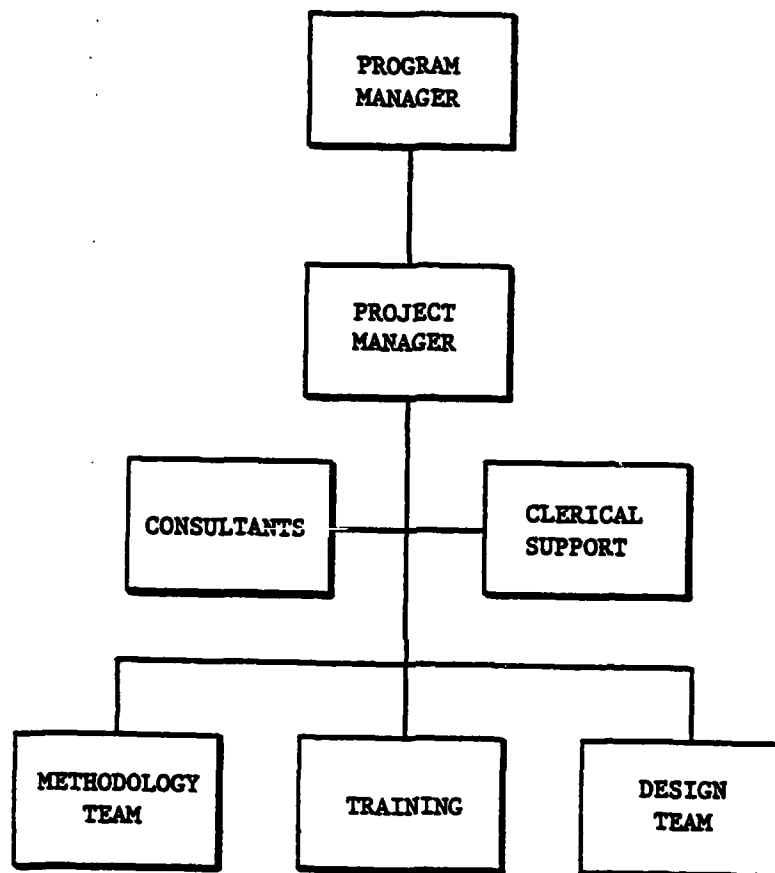 PROGRAM
MANAGER
PROJECT
MANAGER
CONSULTANTS
CLERICAL
SUPPORT
METHODOLOGY
TEAM
TRAINING
DESIGN
TEAM